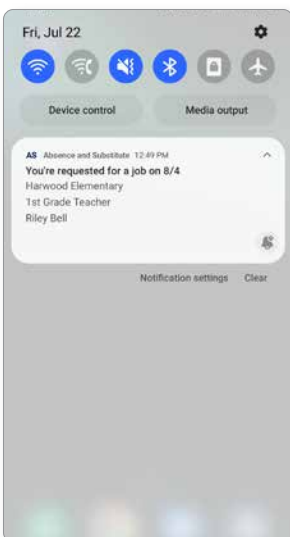 Fri, Jul 22
Device control
Media output
AS Absence and Substitute 12:49 PM
You're requested for a job on 8/4
Harwood Elementary
1st Grade Teacher
Riley Bell
Notification settings Clear